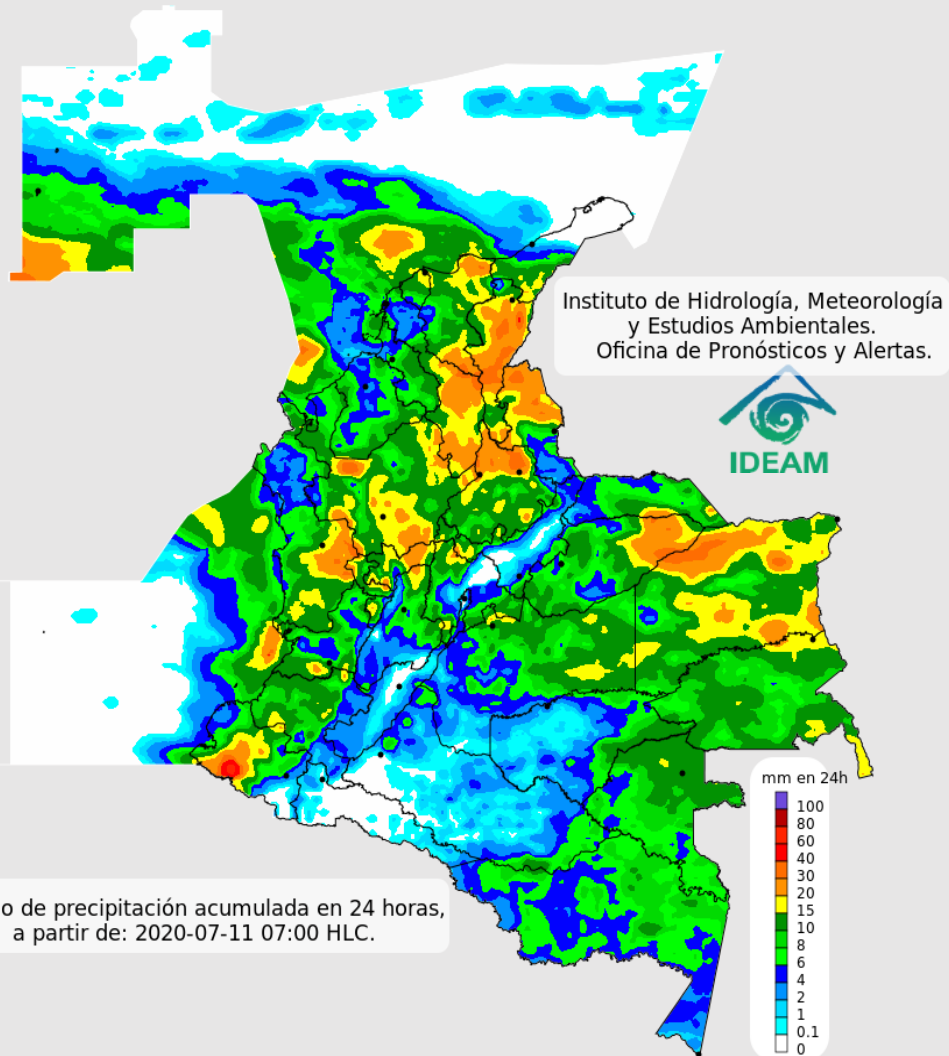 Instituto de Hidrología, Meteorología
y Estudios Ambientales.
Oficina de Pronósticos y Alertas.
IDEAM
mm en 24h
100
80
60
40
30
20
15
10
8
6
4
2
1
0.1
0
o de precipitación acumulada en 24 horas,
a partir de: 2020-07-11 07:00 HLC.